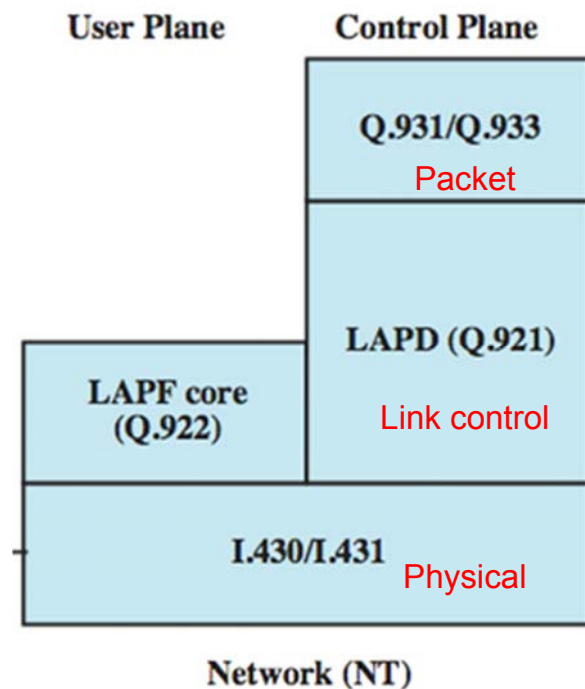 User Plane
Control Plane
Q.931/Q.933
Packet
LAPD (Q.921)
LAPF core
(Q.922)
Link control
I.430/I.431
Physical
Network (NT)